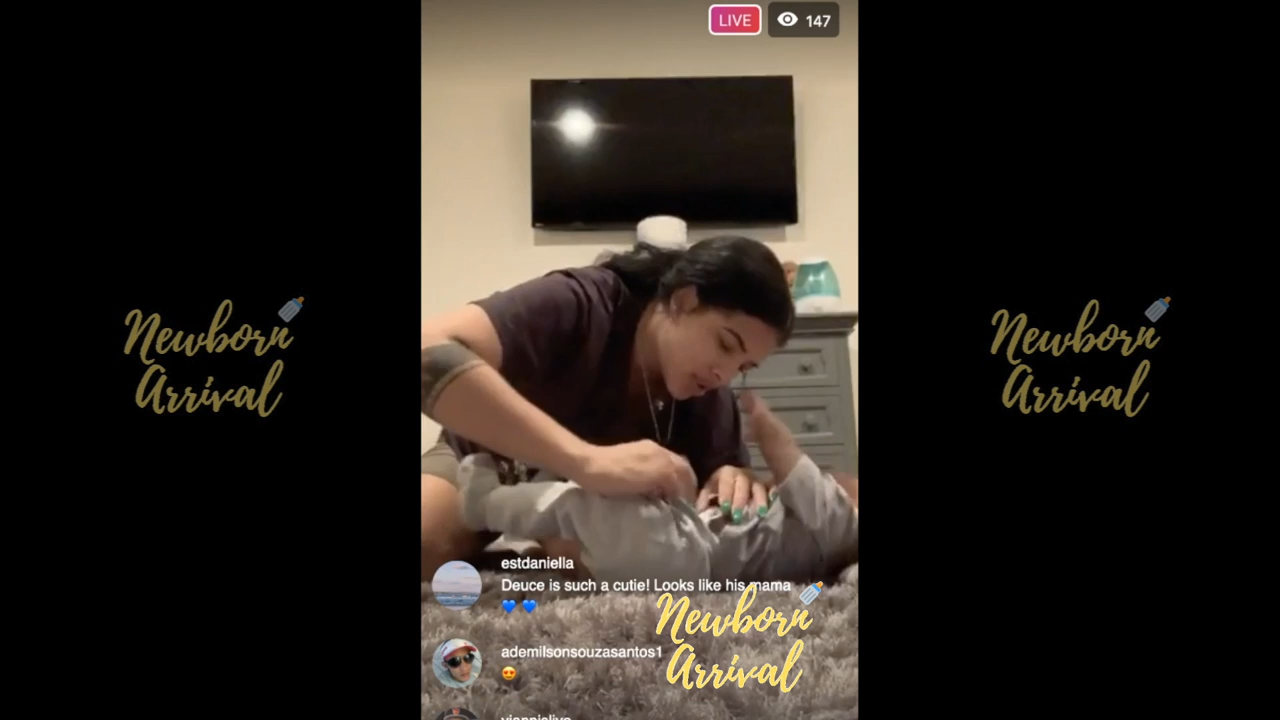 LIVE
147
Newborn
Arrival
Newborn
Arrival
estdaniella
Deuce is such a cutie! Looks like his mama
💙 💙
Newborn
Arrival
ademilsonsouzasantos1
😍